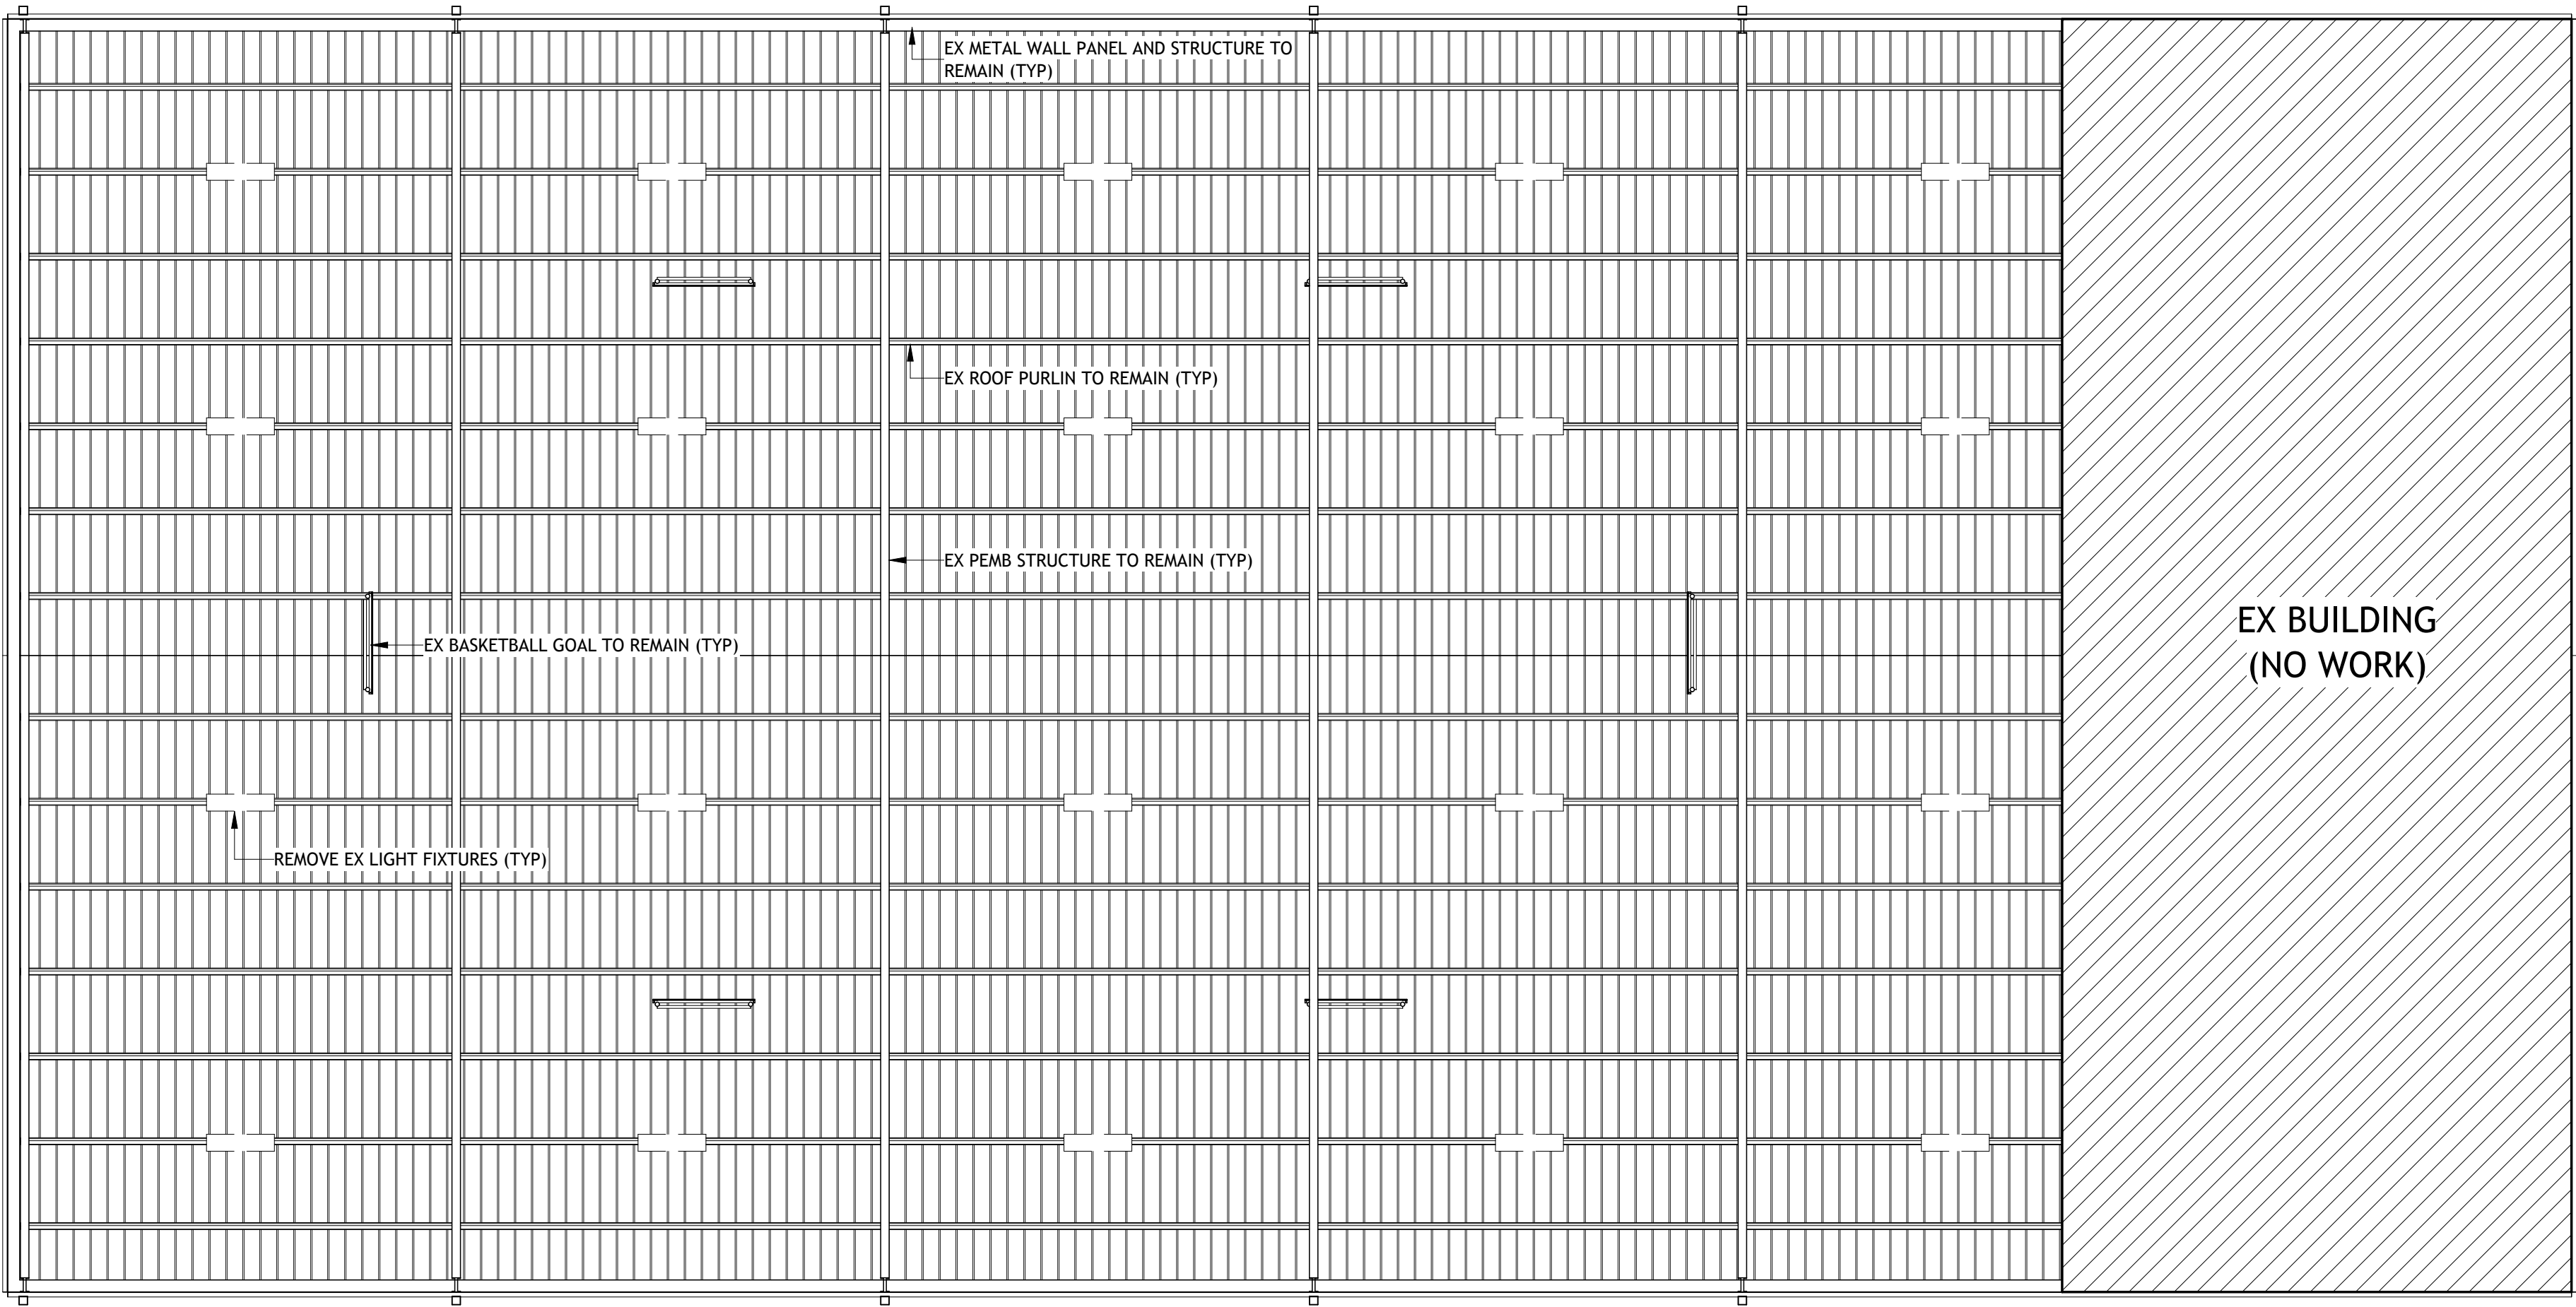 EX METAL WALL PANEL AND STRUCTURE TO
REMAIN (TYP)
EX ROOF PURLIN TO REMAIN (TYP)
EX PEMB STRUCTURE TO REMAIN (TYP)
EX BASKETBALL GOAL TO REMAIN (TYP)
EX BUILDING
(NO WORK)
REMOVE EX LIGHT FIXTURES (TYP)